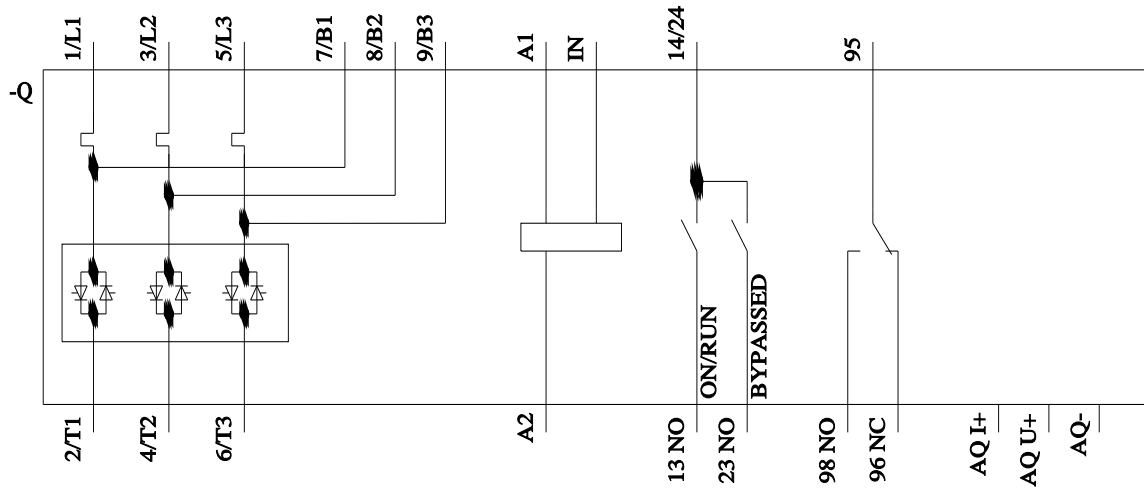 1/L1
3/L2
5/L3
7/B1
8/B2
9/B3
A1
IN
14/24
95
-Q
ON/RUN
BYPASSED
2/T1
4/T2
6/T3
A2
13 NO
23 NO
98 NO
96 NC
AQ I+
AQ U+
AQ-